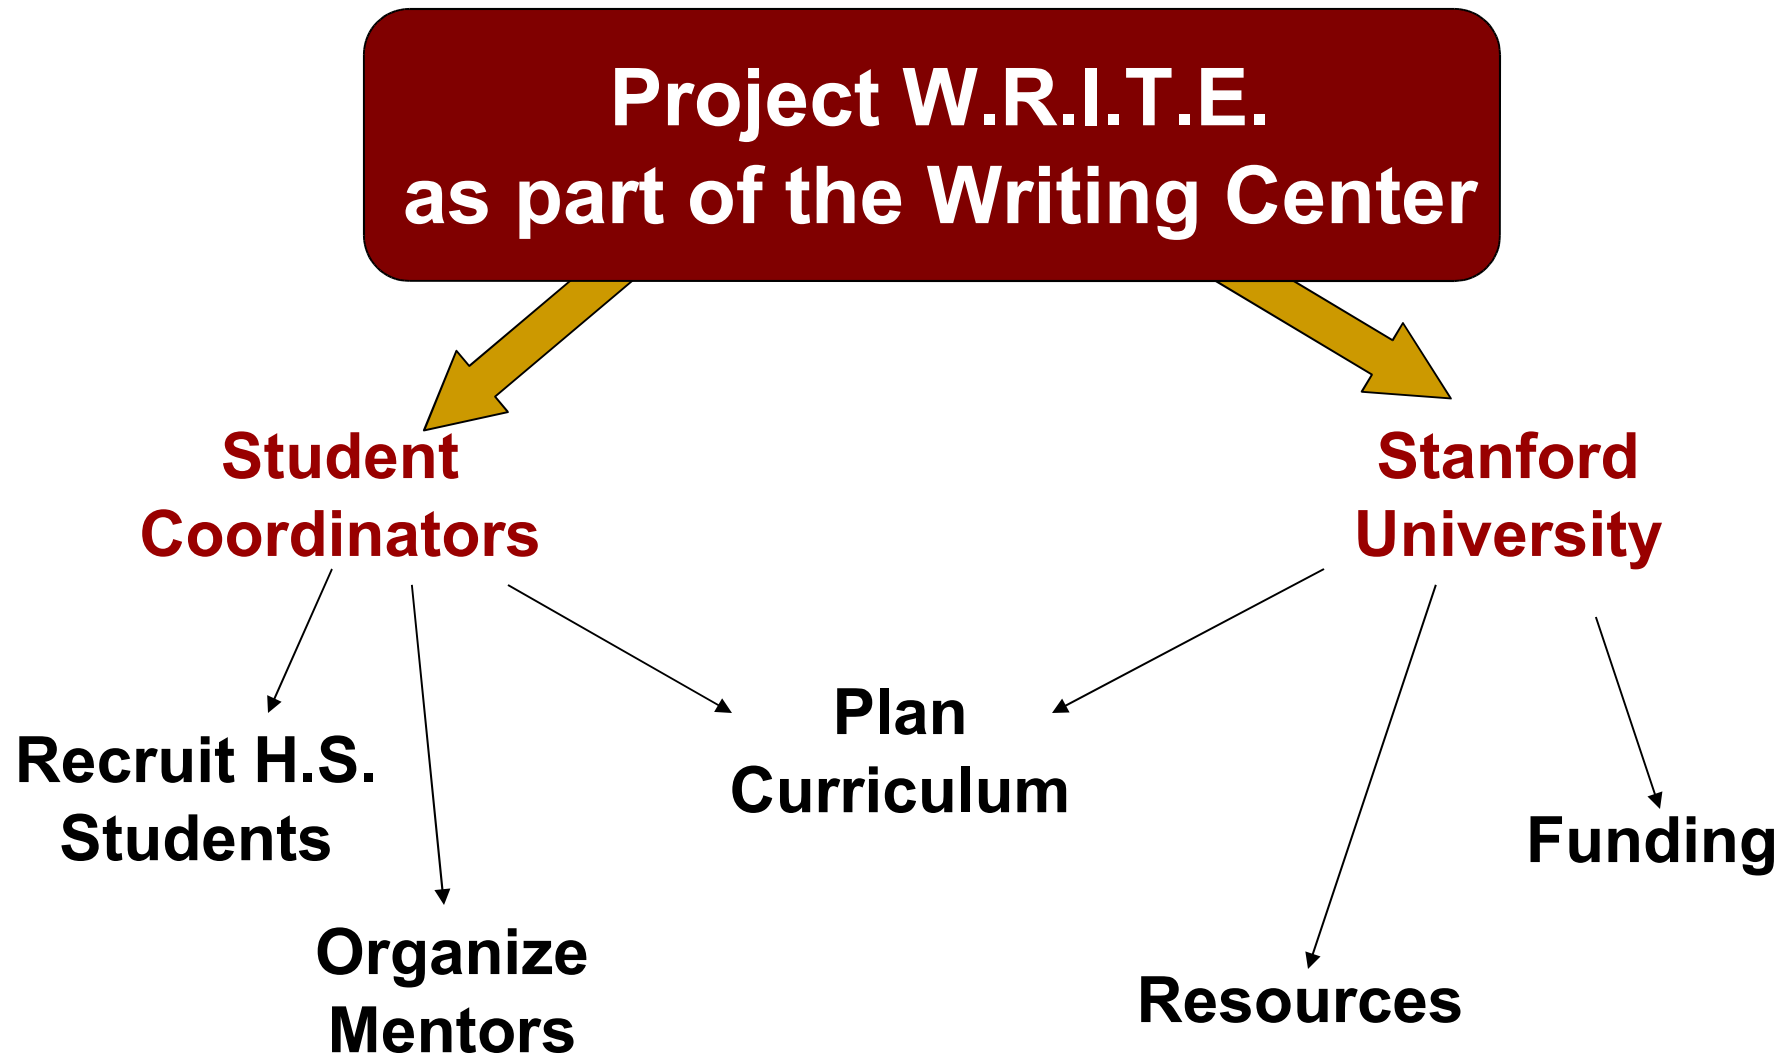 Project W.R.I.T.E.
as part of the Writing Center
Student
Coordinators
Stanford
University
Recruit H.S.
Students
Organize
Mentors
Plan
Curriculum
Resources
Funding